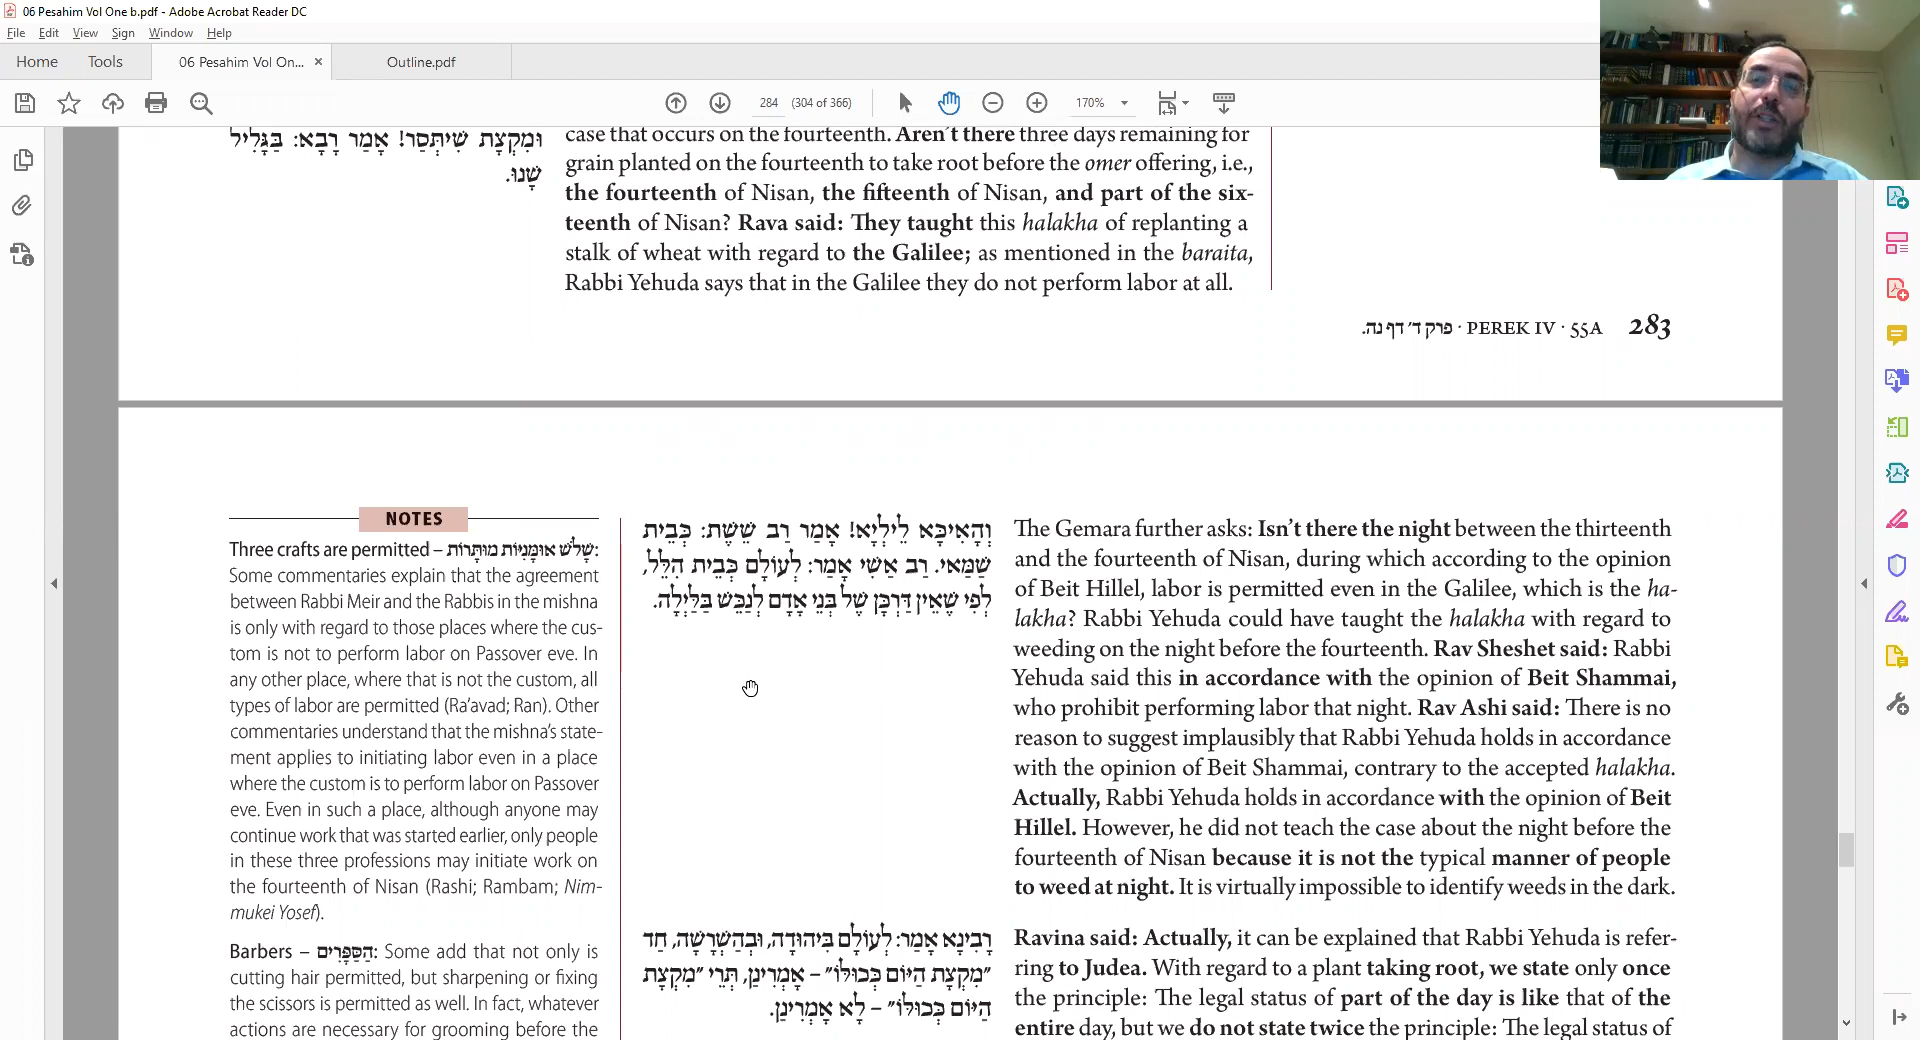 06 Pesahim Vol One b.pdf - Adobe Acrobat Reader DC
File Edit View Sign Window Help
Home Tools 06 Pesahim Vol On... × Outline.pdf
284 (304 of 366) 170%
וּמִקְצָת שִׁיתְּסַר! אָמַר רָבָא: בַּגָּלִיל
שָׁנוּ.
case that occurs on the fourteenth. Aren't there three days remaining for
grain planted on the fourteenth to take root before the omer offering, i.e.,
the fourteenth of Nisan, the fifteenth of Nisan, and part of the six-
teenth of Nisan? Rava said: They taught this halakha of replanting a
stalk of wheat with regard to the Galilee; as mentioned in the baraita,
Rabbi Yehuda says that in the Galilee they do not perform labor at all.
פרק ד׳ דף נה. · PEREK IV · 55A 283
NOTES
Three crafts are permitted – שָׁלֹשׁ אוּמָּנִיּוֹת מוּתָּרוֹת:
Some commentaries explain that the agreement
between Rabbi Meir and the Rabbis in the mishna
is only with regard to those places where the cus-
tom is not to perform labor on Passover eve. In
any other place, where that is not the custom, all
types of labor are permitted (Ra'avad; Ran). Other
commentaries understand that the mishna's state-
ment applies to initiating labor even in a place
where the custom is to perform labor on Passover
eve. Even in such a place, although anyone may
continue work that was started earlier, only people
in these three professions may initiate work on
the fourteenth of Nisan (Rashi; Rambam; Nim-
mukei Yosef).
Barbers – הַסַּפָּרִים: Some add that not only is
cutting hair permitted, but sharpening or fixing
the scissors is permitted as well. In fact, whatever
actions are necessary for grooming before the
וְהָאִיכָּא לֵילְיָא! אָמַר רַב שֵׁשֶׁת: כְּבֵית
שַׁמַּאי. רַב אַשִׁי אָמַר: לְעוֹלָם כְּבֵית הִלֵּל,
לְפִי שֶׁאֵין דַּרְכָּן שֶׁל בְּנֵי אָדָם לְנַכֵּשׁ בַּלַּיְלָה.
The Gemara further asks: Isn't there the night between the thirteenth
and the fourteenth of Nisan, during which according to the opinion
of Beit Hillel, labor is permitted even in the Galilee, which is the ha-
lakha? Rabbi Yehuda could have taught the halakha with regard to
weeding on the night before the fourteenth. Rav Sheshet said: Rabbi
Yehuda said this in accordance with the opinion of Beit Shammai,
who prohibit performing labor that night. Rav Ashi said: There is no
reason to suggest implausibly that Rabbi Yehuda holds in accordance
with the opinion of Beit Shammai, contrary to the accepted halakha.
Actually, Rabbi Yehuda holds in accordance with the opinion of Beit
Hillel. However, he did not teach the case about the night before the
fourteenth of Nisan because it is not the typical manner of people
to weed at night. It is virtually impossible to identify weeds in the dark.
רָבִינָא אָמַר: לְעוֹלָם בִּיהוּדָה, וּבְהַשְׁרָשָׁה, חַד
״מִקְצָת הַיּוֹם כְּכוּלּוֹ״ – אָמְרִינַן, תְּרֵי ״מִקְצָת
הַיּוֹם כְּכוּלּוֹ״ – לָא אָמְרִינַן.
Ravina said: Actually, it can be explained that Rabbi Yehuda is refer-
ring to Judea. With regard to a plant taking root, we state only once
the principle: The legal status of part of the day is like that of the
entire day, but we do not state twice the principle: The legal status of